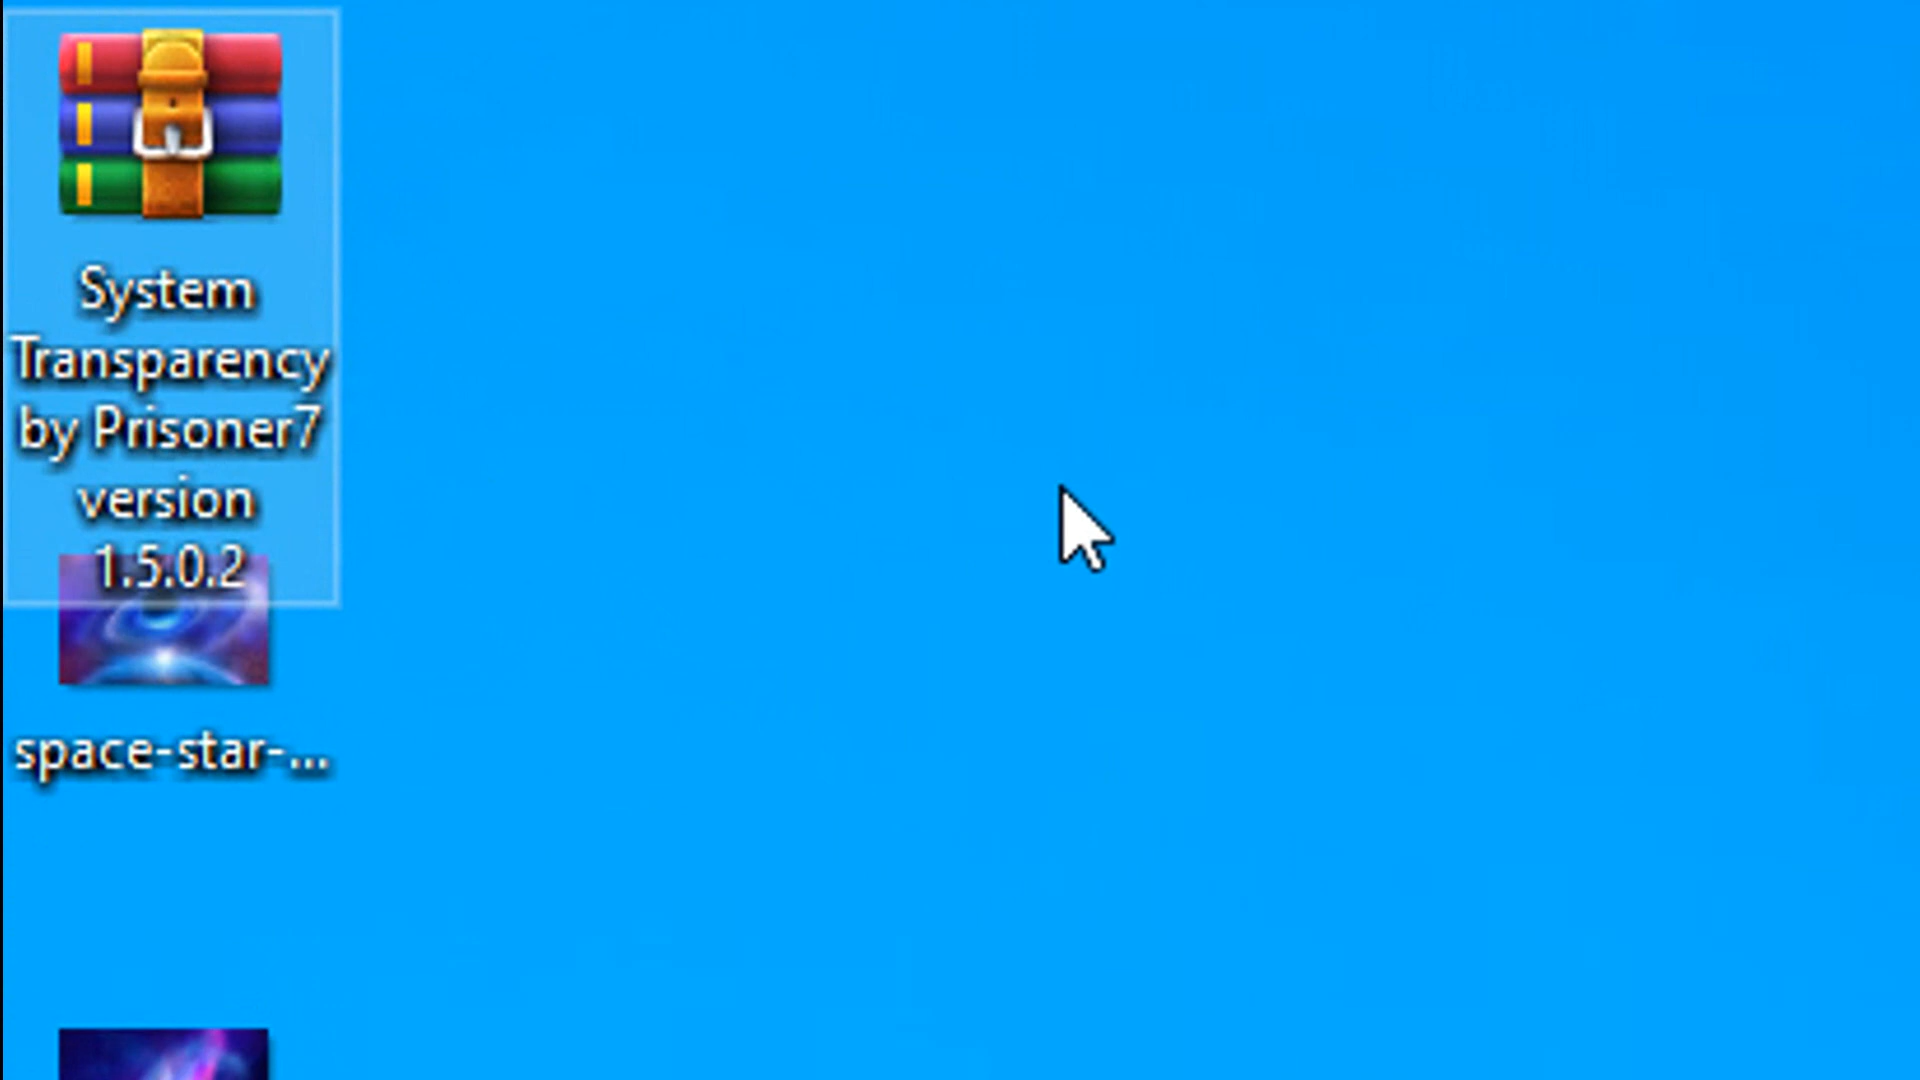 System
Transparency
by Prisoner7
version
1.5.0.2
space-star-...